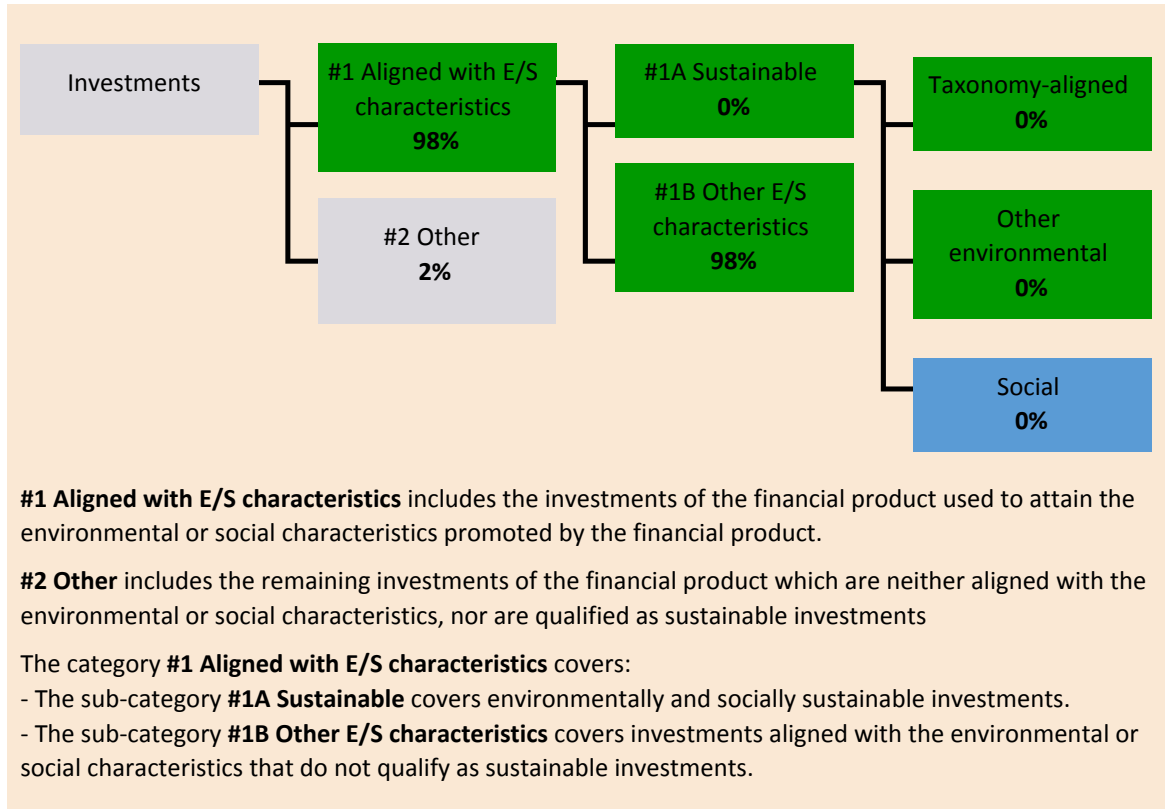 Investments
#1 Aligned with E/S
characteristics
98%
#2 Other
2%
#1A Sustainable
0%
#1B Other E/S
characteristics
98%
Taxonomy-aligned
0%
Other
environmental
0%
Social
0%
#1 Aligned with E/S characteristics includes the investments of the financial product used to attain the
environmental or social characteristics promoted by the financial product.
#2 Other includes the remaining investments of the financial product which are neither aligned with the
environmental or social characteristics, nor are qualified as sustainable investments
The category #1 Aligned with E/S characteristics covers:
- The sub-category #1A Sustainable covers environmentally and socially sustainable investments.
- The sub-category #1B Other E/S characteristics covers investments aligned with the environmental or
social characteristics that do not qualify as sustainable investments.